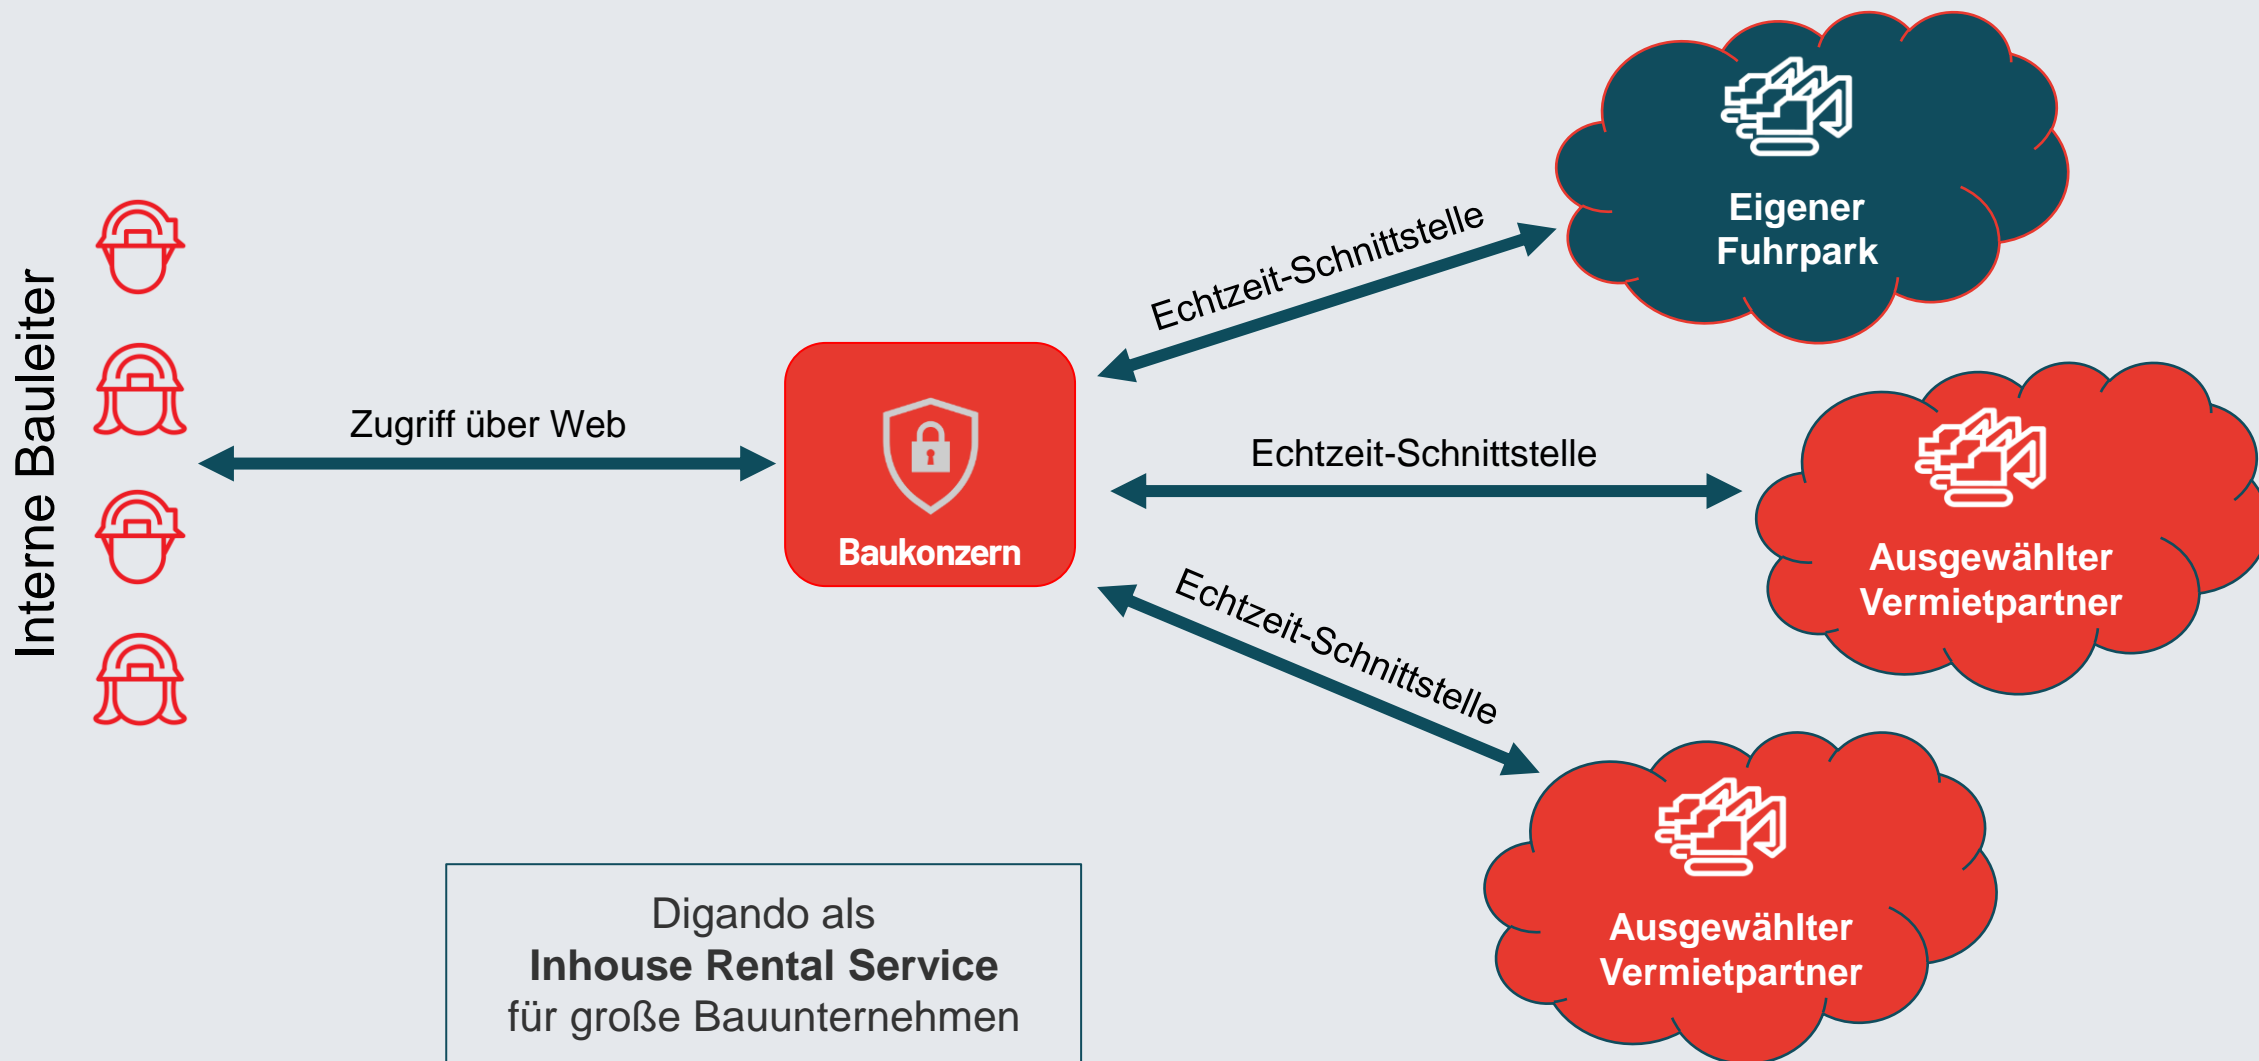 Interne Bauleiter
Zugriff über Web
Baukonzern
Echtzeit-Schnittstelle
Echtzeit-Schnittstelle
Echtzeit-Schnittstelle
Eigener
Fuhrpark
Ausgewählter
Vermietpartner
Ausgewählter
Vermietpartner
Digando als
Inhouse Rental Service
für große Bauunternehmen